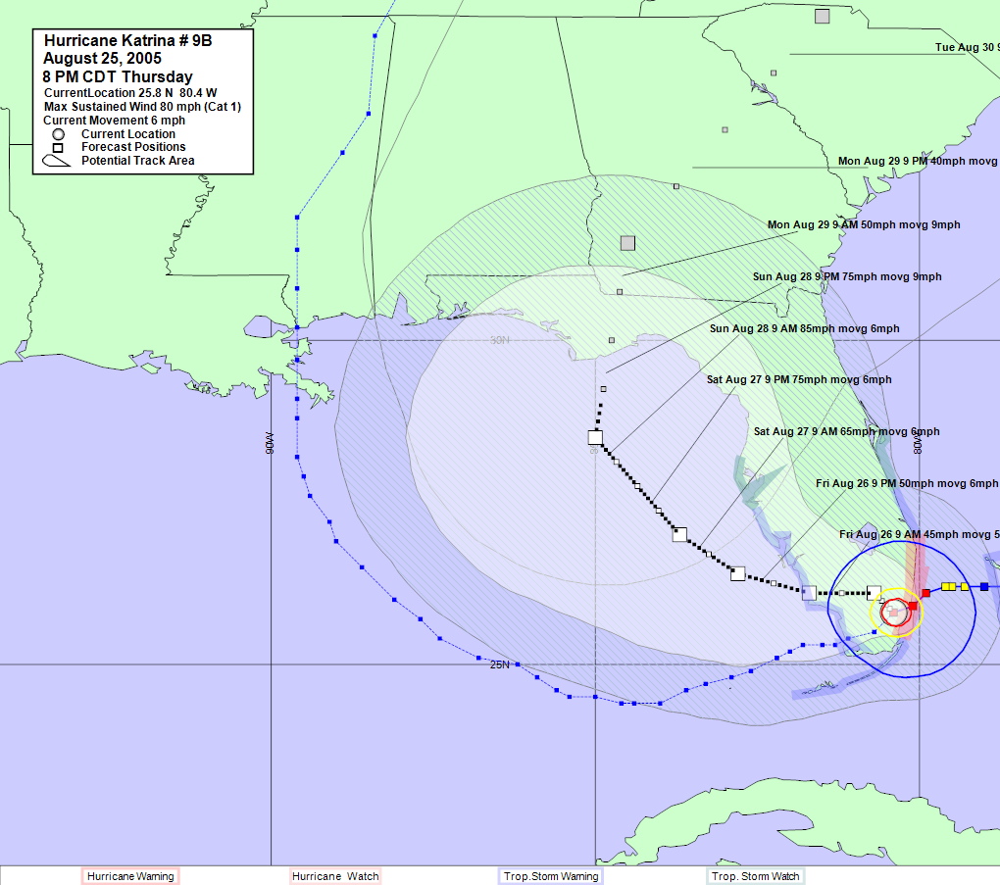 Hurricane Katrina # 9B
August 25, 2005
8 PM CDT Thursday
CurrentLocation 25.8 N 80.4 W
Max Sustained Wind 80 mph (Cat 1)
Current Movement 6 mph
Current Location
Forecast Positions
Potential Track Area
Tue Aug 30 9
Mon Aug 29 9 PM 40mph movg
Mon Aug 29 9 AM 50mph movg 9mph
Sun Aug 28 9 PM 75mph movg 9mph
Sun Aug 28 9 AM 85mph movg 6mph
30N
Sat Aug 27 9 PM 75mph movg 6mph
Sat Aug 27 9 AM 65mph movg 6mph
90W
80W
Fri Aug 26 9 PM 50mph movg 6mph
Fri Aug 26 9 AM 45mph movg 5
25N
Hurricane Warning
Hurricane Watch
Trop.Storm Warning
Trop. Storm Watch